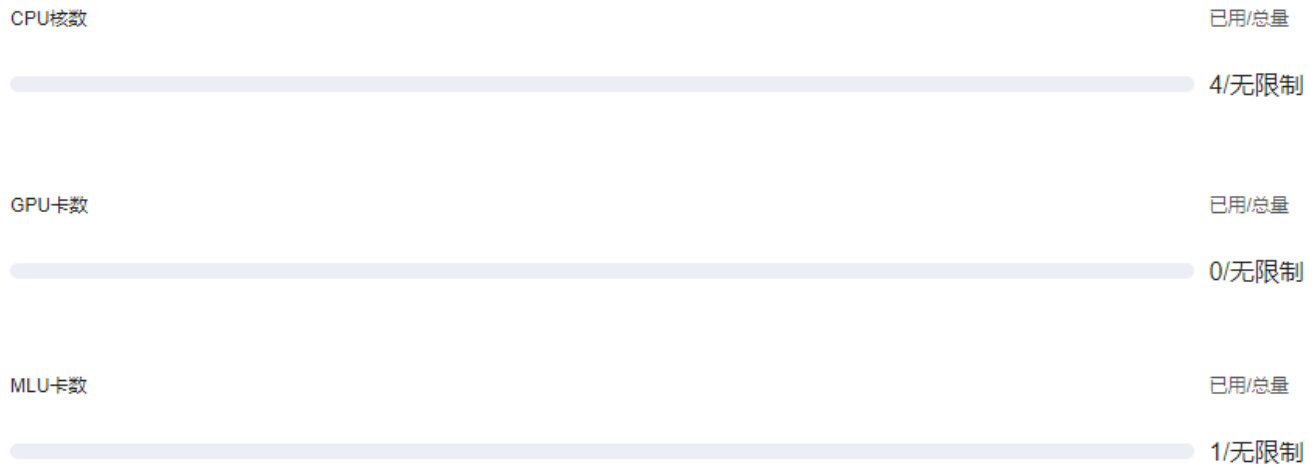 CPU核数 已用/总量
4/无限制
GPU卡数 已用/总量
0/无限制
MLU卡数 已用/总量
1/无限制